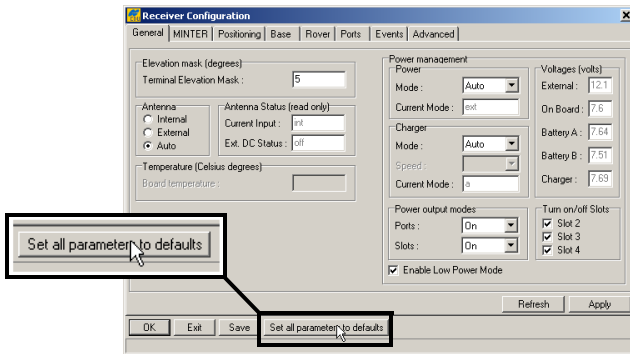 Receiver Configuration
General MINTER Positioning Base Rover Ports Events Advanced
Elevation mask (degrees)
Terminal Elevation Mask : 5
Antenna
Internal
External
Auto
Antenna Status (read only)
Current Input : int
Ext. DC Status : off
Temperature (Celsius degrees)
Board temperature :
Power management
Power
Mode : Auto
Current Mode : ext
Charger
Mode : Auto
Speed :
Current Mode : a
Voltages (volts)
External : 12.1
On Board : 7.6
Battery A : 7.64
Battery B : 7.51
Charger : 7.69
Power output modes
Ports : On
Slots : On
Turn on/off Slots
Slot 2
Slot 3
Slot 4
Enable Low Power Mode
Refresh Apply
OK Exit Save Set all parameters to defaults
Set all parameters to defaults